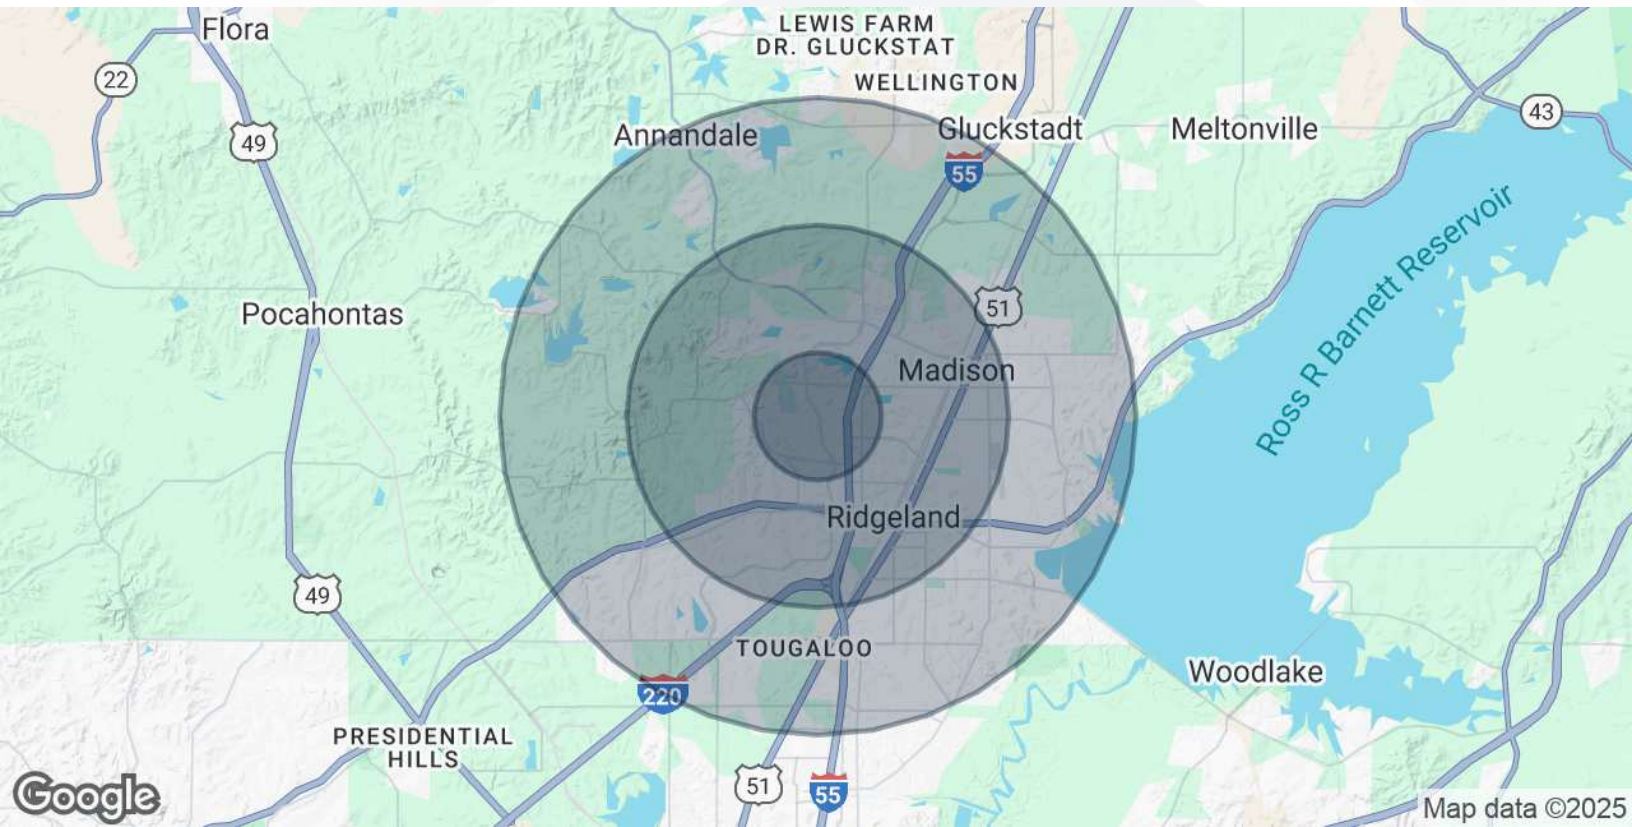 LEWIS FARM
DR. GLUCKSTAT
Flora
22
WELLINGTON
43
Annandale
Gluckstadt
Meltonville
49
55
Ross R Barnett Reservoir
Pocahontas
51
Madison
Ridgeland
49
TOUGALOO
Woodlake
220
PRESIDENTIAL
HILLS
51
55
Google
Map data ©2025